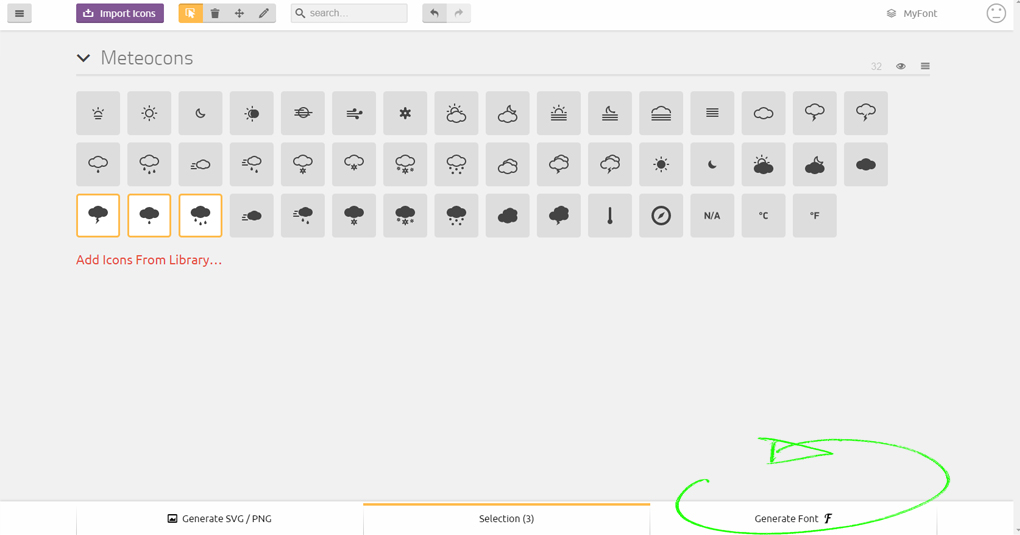 Import Icons
search...
MyFont
Meteocons
32
N/A
°C
°F
Add Icons From Library...
Generate SVG / PNG
Selection (3)
Generate Font